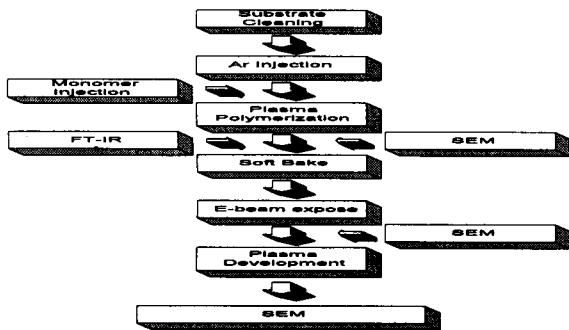 Substrate
Cleaning
Ar Injection
Monomer
Injection
Plasma
Polymerization
FT-IR
SEM
Soft Bake
E-beam expose
SEM
Plasma
Development
SEM